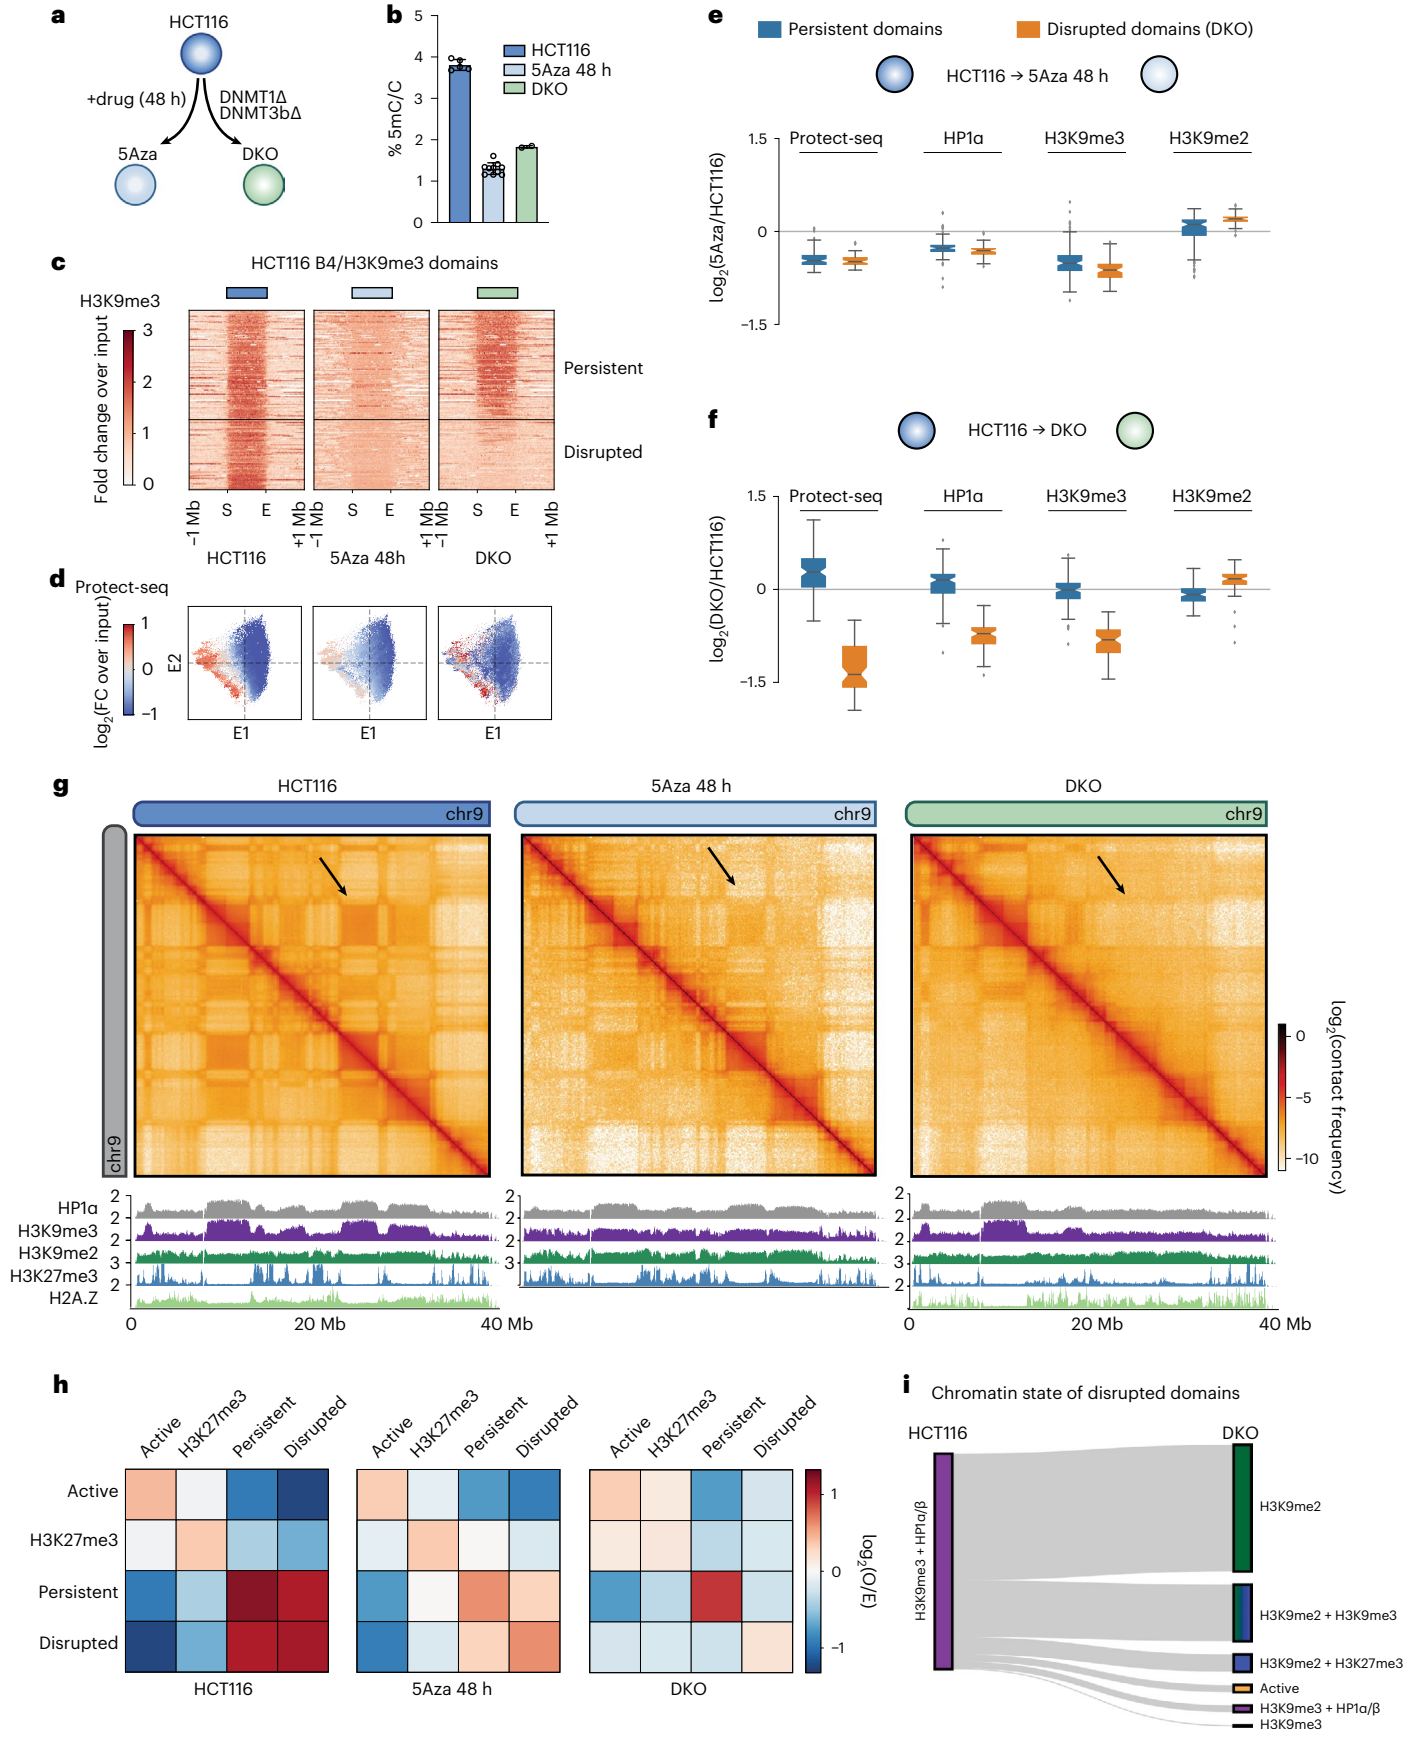 a
HCT116
+drug (48 h)
DNMT1Δ
DNMT3bΔ
5Aza
DKO
b
% 5mC/C
5
4
3
2
1
0
HCT116
5Aza 48 h
DKO
c
HCT116 B4/H3K9me3 domains
H3K9me3
Fold change over input
3
2
1
0
Persistent
Disrupted
−1 Mb
S
E
+1 Mb
−1 Mb
S
E
+1 Mb
−1 Mb
S
E
+1 Mb
HCT116
5Aza 48h
DKO
d
Protect-seq
log2(FC over input)
1
0
−1
E2
E1
E1
E1
e
Persistent domains
Disrupted domains (DKO)
HCT116 → 5Aza 48 h
log2(5Aza/HCT116)
1.5
0
−1.5
Protect-seq
HP1α
H3K9me3
H3K9me2
f
HCT116 → DKO
log2(DKO/HCT116)
1.5
0
−1.5
Protect-seq
HP1α
H3K9me3
H3K9me2
g
HCT116
5Aza 48 h
DKO
chr9
chr9
chr9
chr9
0
−5
−10
log2(contact frequency)
HP1α
H3K9me3
H3K9me2
H3K27me3
H2A.Z
2
2
2
3
2
2
2
2
3
2
2
2
3
2
0
20 Mb
40 Mb
0
20 Mb
40 Mb
h
Active
H3K27me3
Persistent
Disrupted
Active
H3K27me3
Persistent
Disrupted
Active
H3K27me3
Persistent
Disrupted
Active
H3K27me3
Persistent
Disrupted
HCT116
5Aza 48 h
DKO
1
0
−1
log2(O/E)
i
Chromatin state of disrupted domains
HCT116
DKO
H3K9me3 + HP1α/β
H3K9me2
H3K9me2 + H3K9me3
H3K9me2 + H3K27me3
Active
H3K9me3 + HP1α/β
H3K9me3